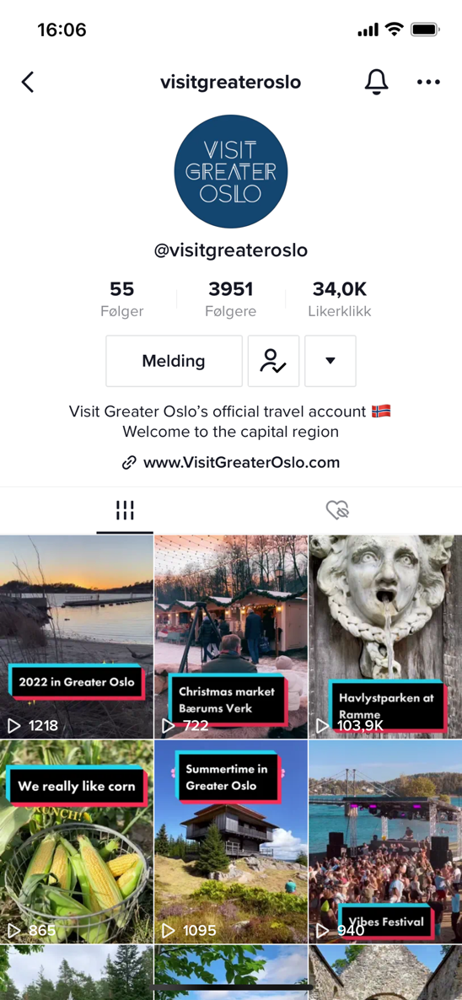 16:06
visitgreateroslo
VISIT
GREATER
OSLO
@visitgreateroslo
55
Følger
3951
Følgere
34,0K
Likerklikk
Melding
Visit Greater Oslo’s official travel account 🇳🇴
Welcome to the capital region
www.VisitGreaterOslo.com
2022 in Greater Oslo
1218
Christmas market
Bærums Verk
722
Havlystparken at
Ramme
103,9K
We really like corn
CRUNCH!
865
Summertime in
Greater Oslo
1095
Vibes Festival
940